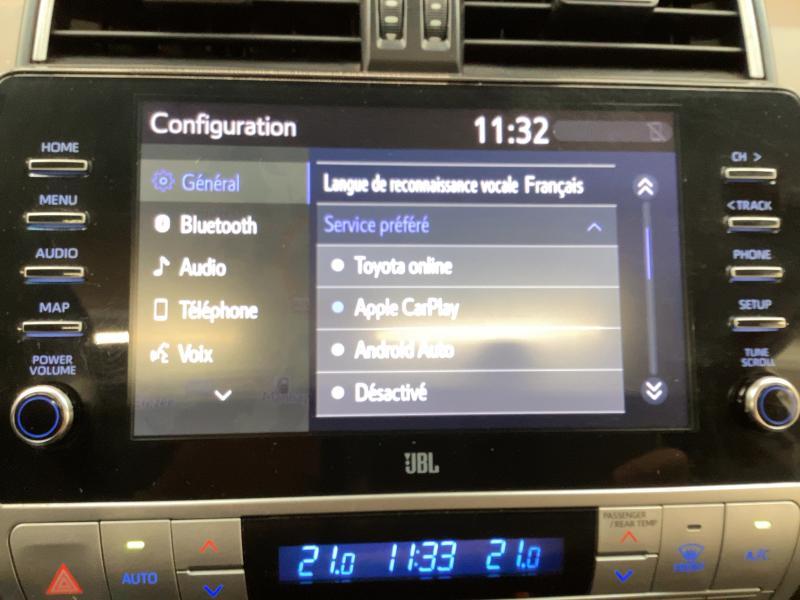 Configuration
11:32
HOME
MENU
AUDIO
MAP
POWER
VOLUME
Général
Bluetooth
Audio
Téléphone
Voix
Langue de reconnaissance vocale Français
Service préféré
Toyota online
Apple CarPlay
Android Auto
Désactivé
CH >
< TRACK
PHONE
SETUP
TUNE
SCROLL
JBL
AUTO
21.0 11:33 21.0
PASSENGER
/ REAR TEMP
A/C